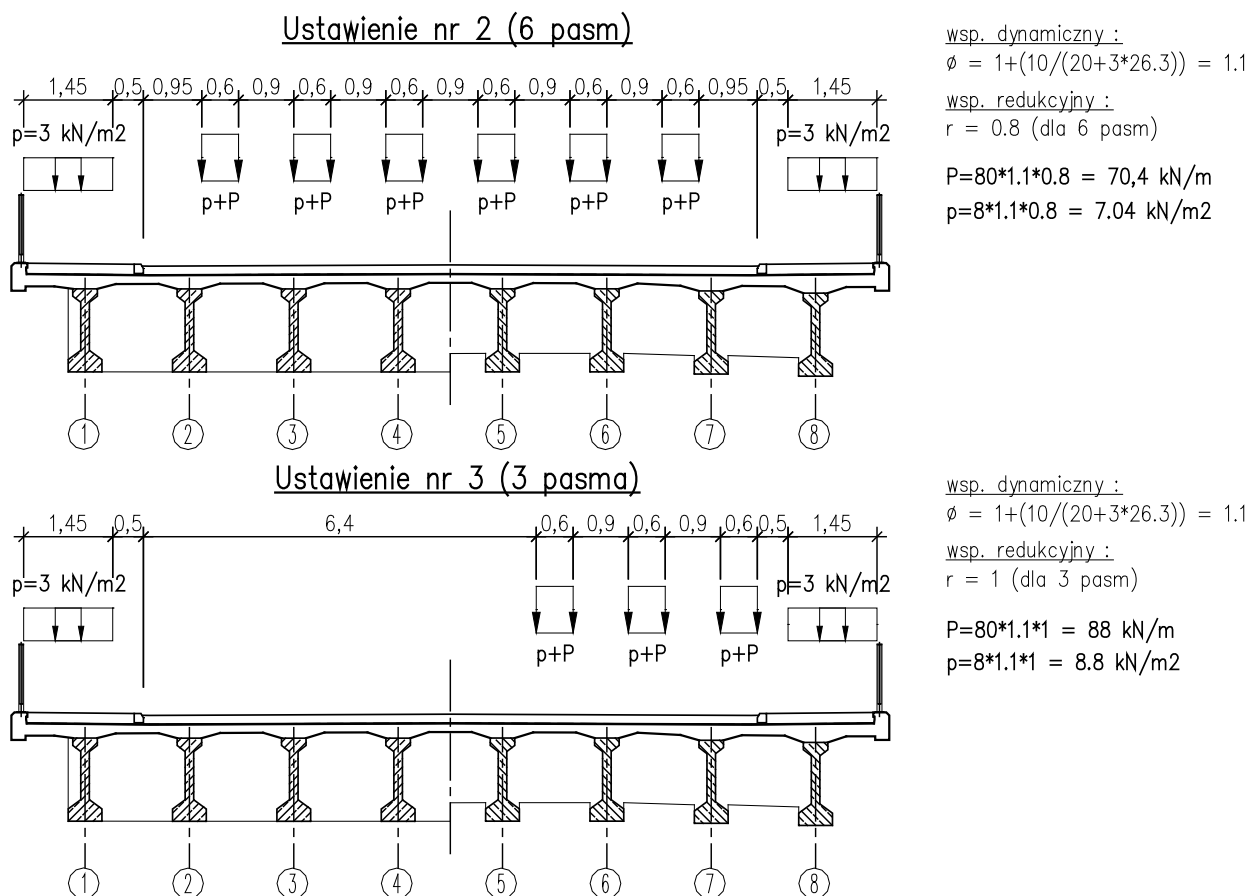 Ustawienie nr 2 (6 pasm)
1,45 0,5 0,95 0,6 0,9 0,6 0,9 0,6 0,9 0,6 0,9 0,6 0,9 0,6 0,95 0,5 1,45
p=3 kN/m2 p=3 kN/m2
p+P p+P p+P p+P p+P p+P
1 2 3 4 5 6 7 8
wsp. dynamiczny :
ø = 1+(10/(20+3*26.3)) = 1.1
wsp. redukcyjny :
r = 0.8 (dla 6 pasm)
P=80*1.1*0.8 = 70,4 kN/m
p=8*1.1*0.8 = 7.04 kN/m2
Ustawienie nr 3 (3 pasma)
1,45 0,5 6,4 0,6 0,9 0,6 0,9 0,6 0,5 1,45
p=3 kN/m2 p=3 kN/m2
p+P p+P p+P
1 2 3 4 5 6 7 8
wsp. dynamiczny :
ø = 1+(10/(20+3*26.3)) = 1.1
wsp. redukcyjny :
r = 1 (dla 3 pasm)
P=80*1.1*1 = 88 kN/m
p=8*1.1*1 = 8.8 kN/m2